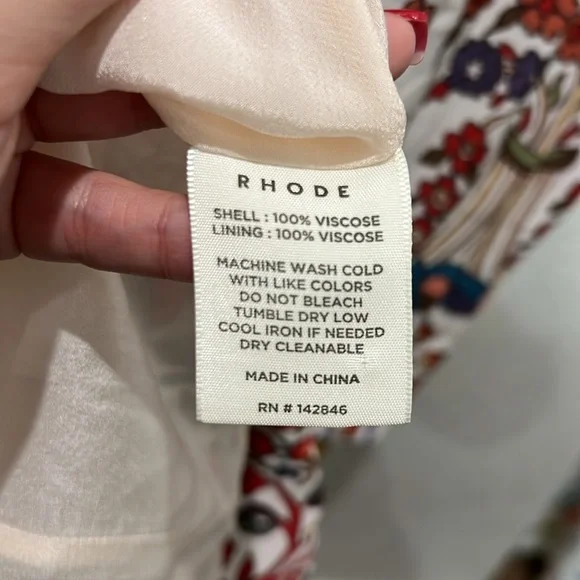 RHODE
SHELL : 100% VISCOSE
LINING : 100% VISCOSE
MACHINE WASH COLD
WITH LIKE COLORS
DO NOT BLEACH
TUMBLE DRY LOW
COOL IRON IF NEEDED
DRY CLEANABLE
MADE IN CHINA
RN # 142846